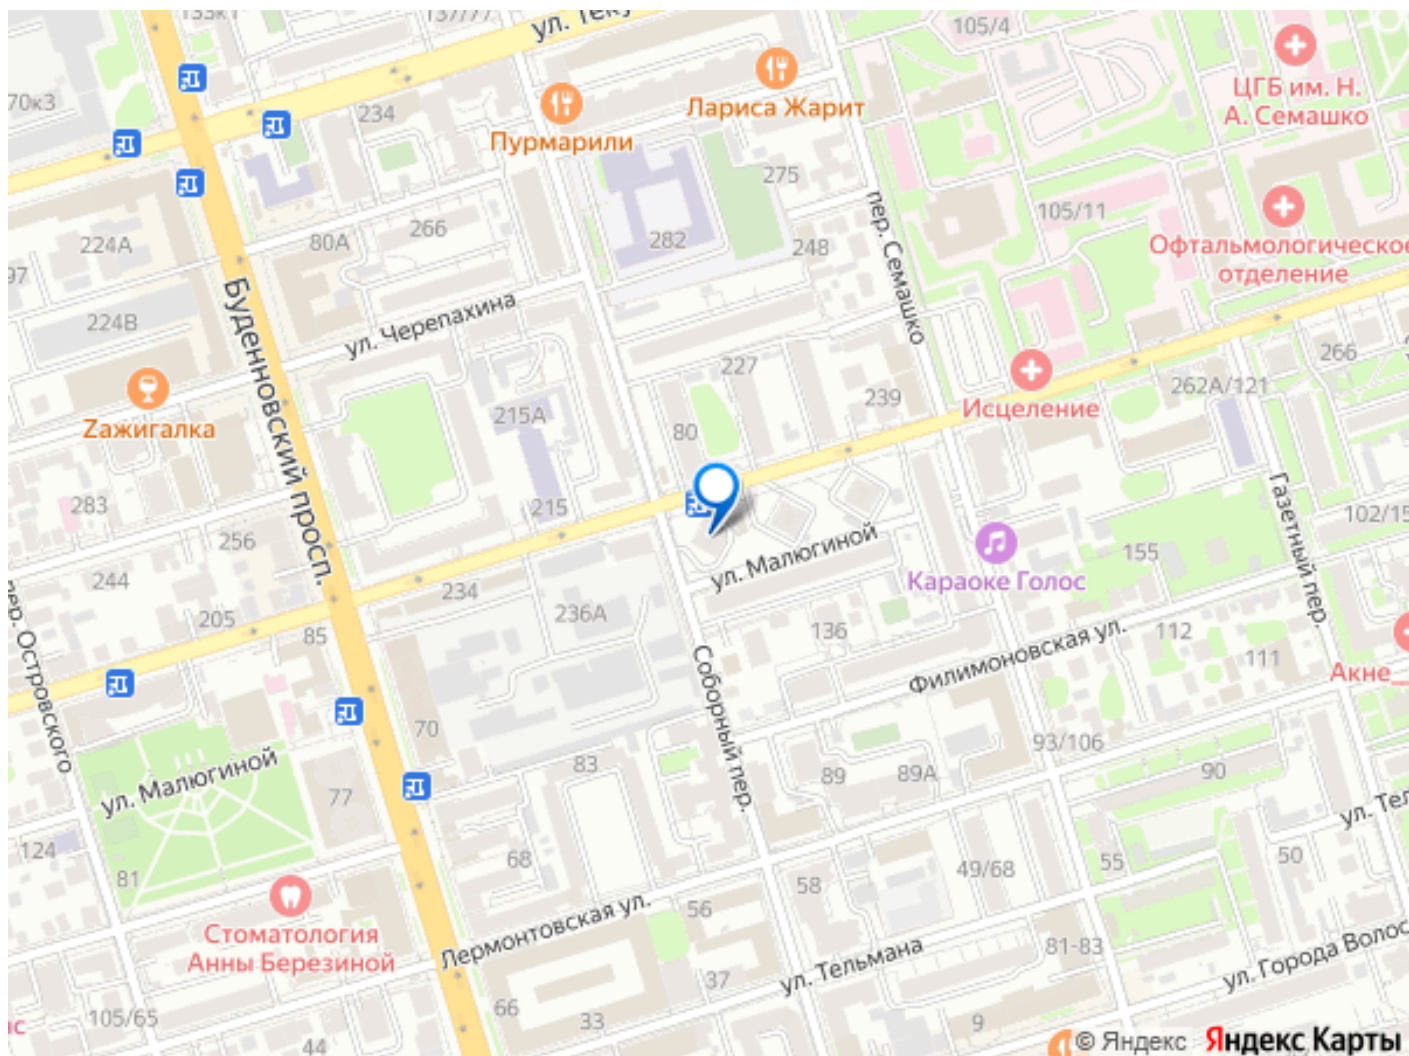 133к1
137/77
ул. Теку
105/4
ЦГБ им. Н.
А. Семашко
70к3
234
Лариса Жарит
Пурмарили
275
пер. Семашко
105/11
224А
80А
266
282
248
Офтальмологическое
отделение
97
Буденновский просп.
224В
ул. Черепахина
227
266
Zажигалка
215А
239
Исцеление
262А/121
80
283
215
Газетный пер.
102/15
256
ул. Малюгиной
Караоке Голос
155
244
234
236А
205
85
136
Филимоновская ул.
112
111
Акне_
пер. Островского
Соборный пер.
70
93/106
ул. Малюгиной
83
89
89А
90
77
ул. Тел
124
81
68
58
49/68
55
50
Стоматология
Анны Березиной
Лермонтовская ул.
56
81-83
37
ул. Тельмана
ул. Города Волос
105/65
66
33
44
9
© Яндекс
Яндекс Карты